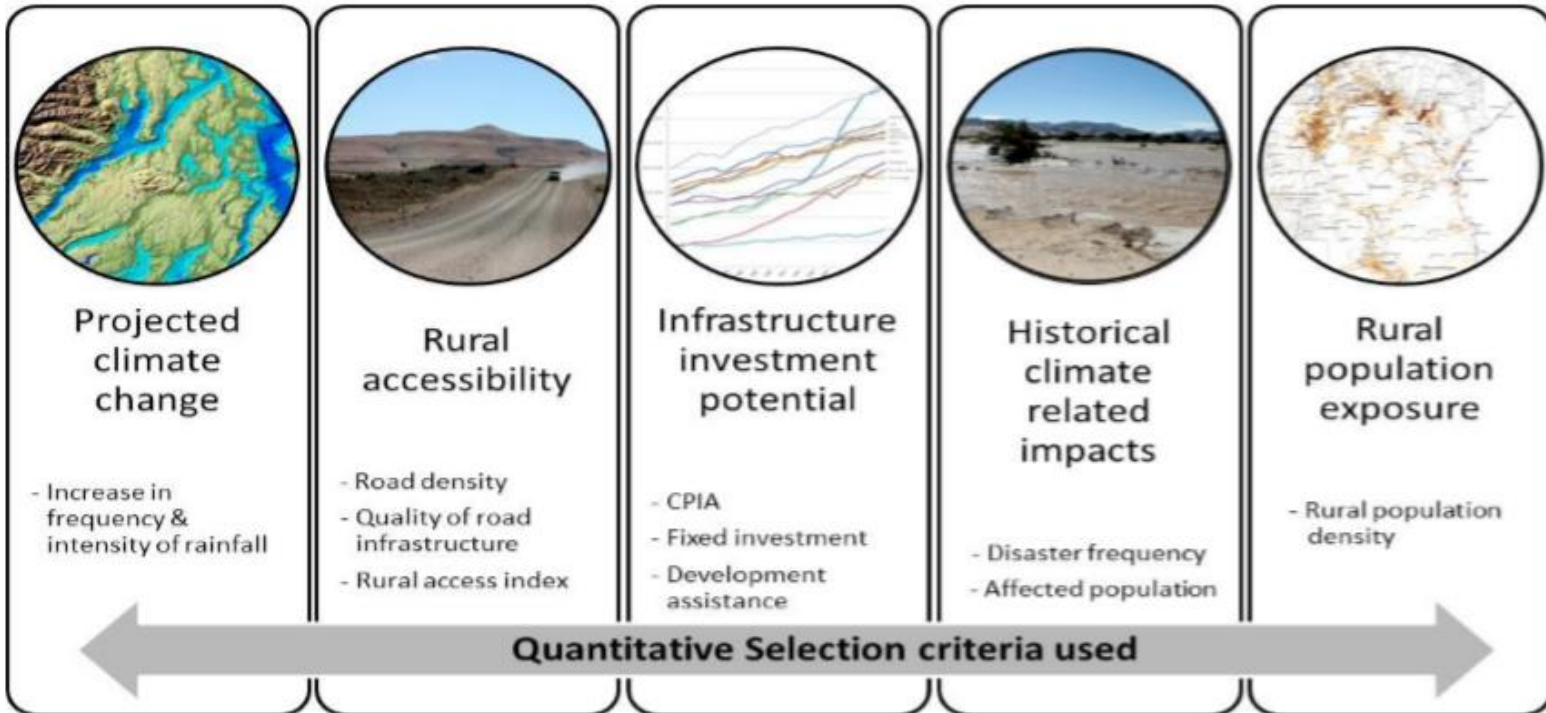 Projected
climate
change
- Increase in
frequency &
intensity of rainfall
Rural
accessibility
- Road density
- Quality of road
infrastructure
- Rural access index
Infrastructure
investment
potential
- CPIA
- Fixed investment
- Development
assistance
Historical
climate
related
impacts
- Disaster frequency
- Affected population
Rural
population
exposure
- Rural population
density
Quantitative Selection criteria used